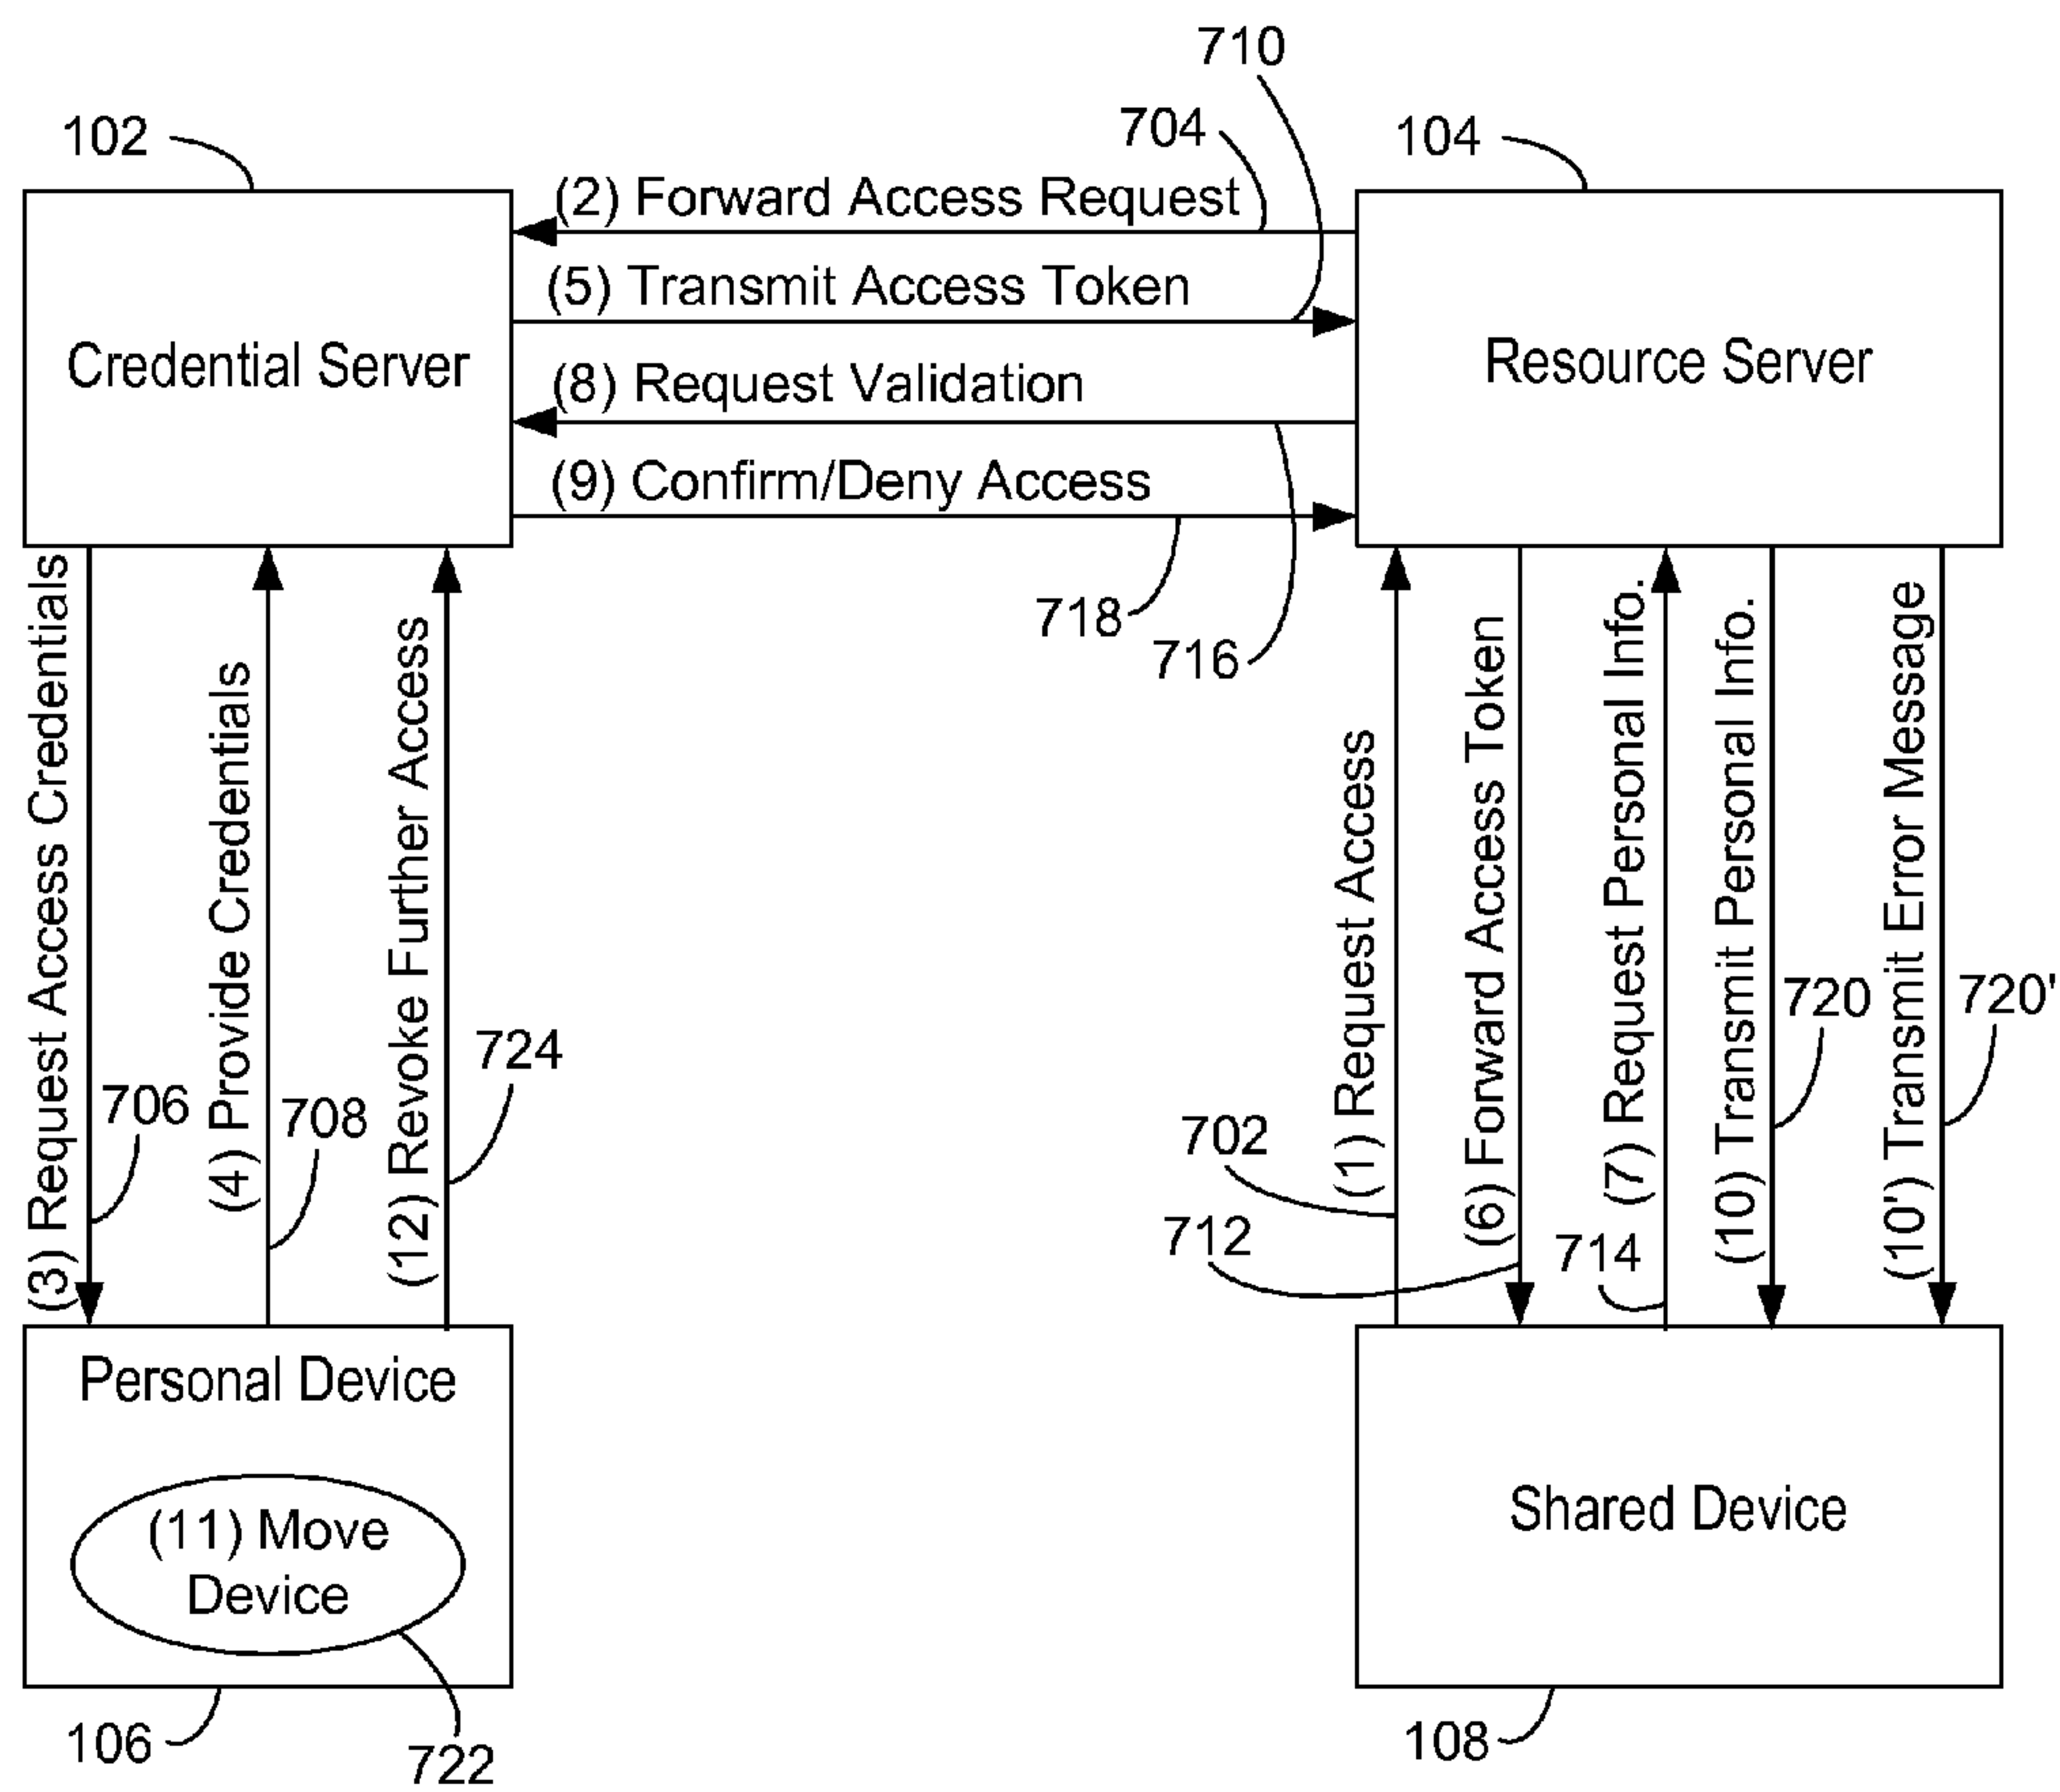 710
704
102
104
(2) Forward Access Request
(5) Transmit Access Token
Credential Server
Resource Server
(8) Request Validation
(9) Confirm/Deny Access
718
716
(3) Request Access Credentials
706
(4) Provide Credentials
708
(12) Revoke Further Access
724
(1) Request Access
702
712
(6) Forward Access Token
(7) Request Personal Info.
714
(10) Transmit Personal Info.
720
(10') Transmit Error Message
720'
Personal Device
(11) Move
Device
Shared Device
106
722
108